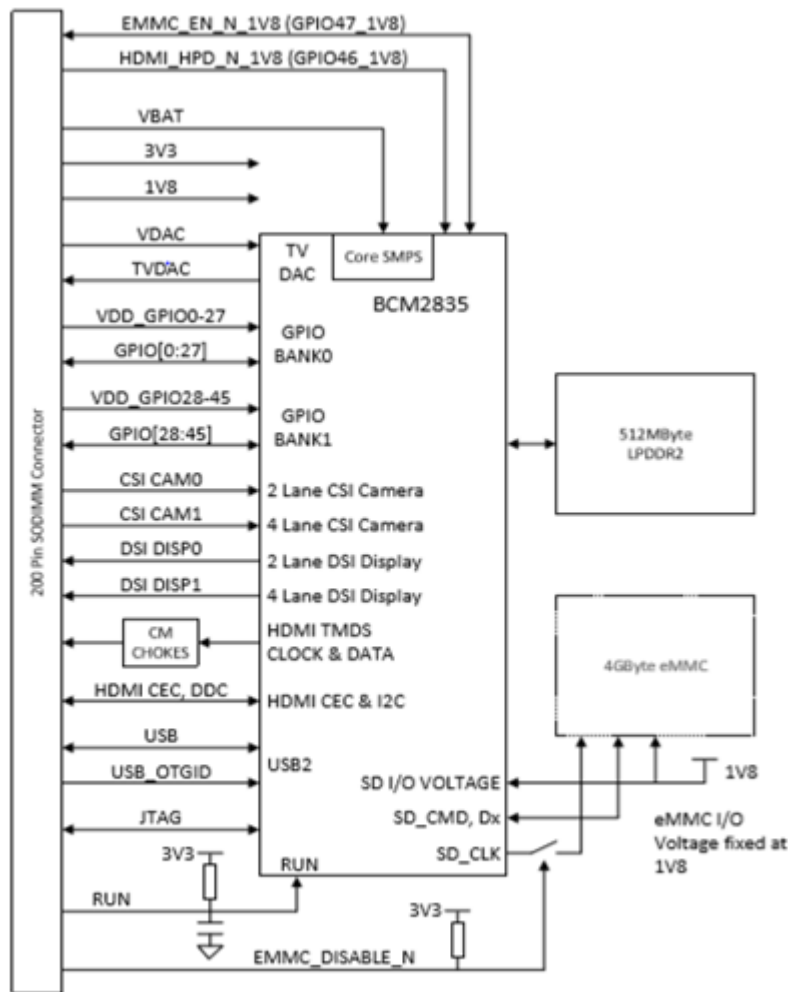 EMMC_EN_N_1V8 (GPIO47_1V8)
HDMI_HPD_N_1V8 (GPIO46_1V8)
VBAT
3V3
1V8
VDAC
TVDAC
TV
DAC
Core SMPS
BCM2835
VDD_GPIO0-27
GPIO[0:27]
GPIO
BANK0
VDD_GPIO28-45
GPIO[28:45]
GPIO
BANK1
200 Pin SODIMM Connector
512MByte
LPDDR2
CSI CAM0
2 Lane CSI Camera
CSI CAM1
4 Lane CSI Camera
DSI DISP0
2 Lane DSI Display
DSI DISP1
4 Lane DSI Display
CM
CHOKES
HDMI TMDS
CLOCK & DATA
4GByte eMMC
HDMI CEC, DDC
HDMI CEC & I2C
USB
USB_OTGID
USB2
SD I/O VOLTAGE
1V8
JTAG
SD_CMD, Dx
eMMC I/O
Voltage fixed at
1V8
SD_CLK
3V3
RUN
RUN
3V3
EMMC_DISABLE_N